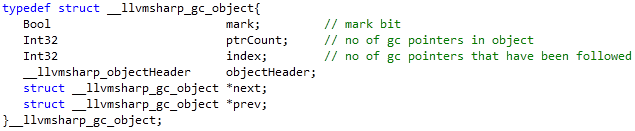 typedef struct __llvmsharp_gc_object{
Bool mark; // mark bit
Int32 ptrCount; // no of gc pointers in object
Int32 index; // no of gc pointers that have been followed
__llvmsharp_objectHeader objectHeader;
struct __llvmsharp_gc_object *next;
struct __llvmsharp_gc_object *prev;
}__llvmsharp_gc_object;